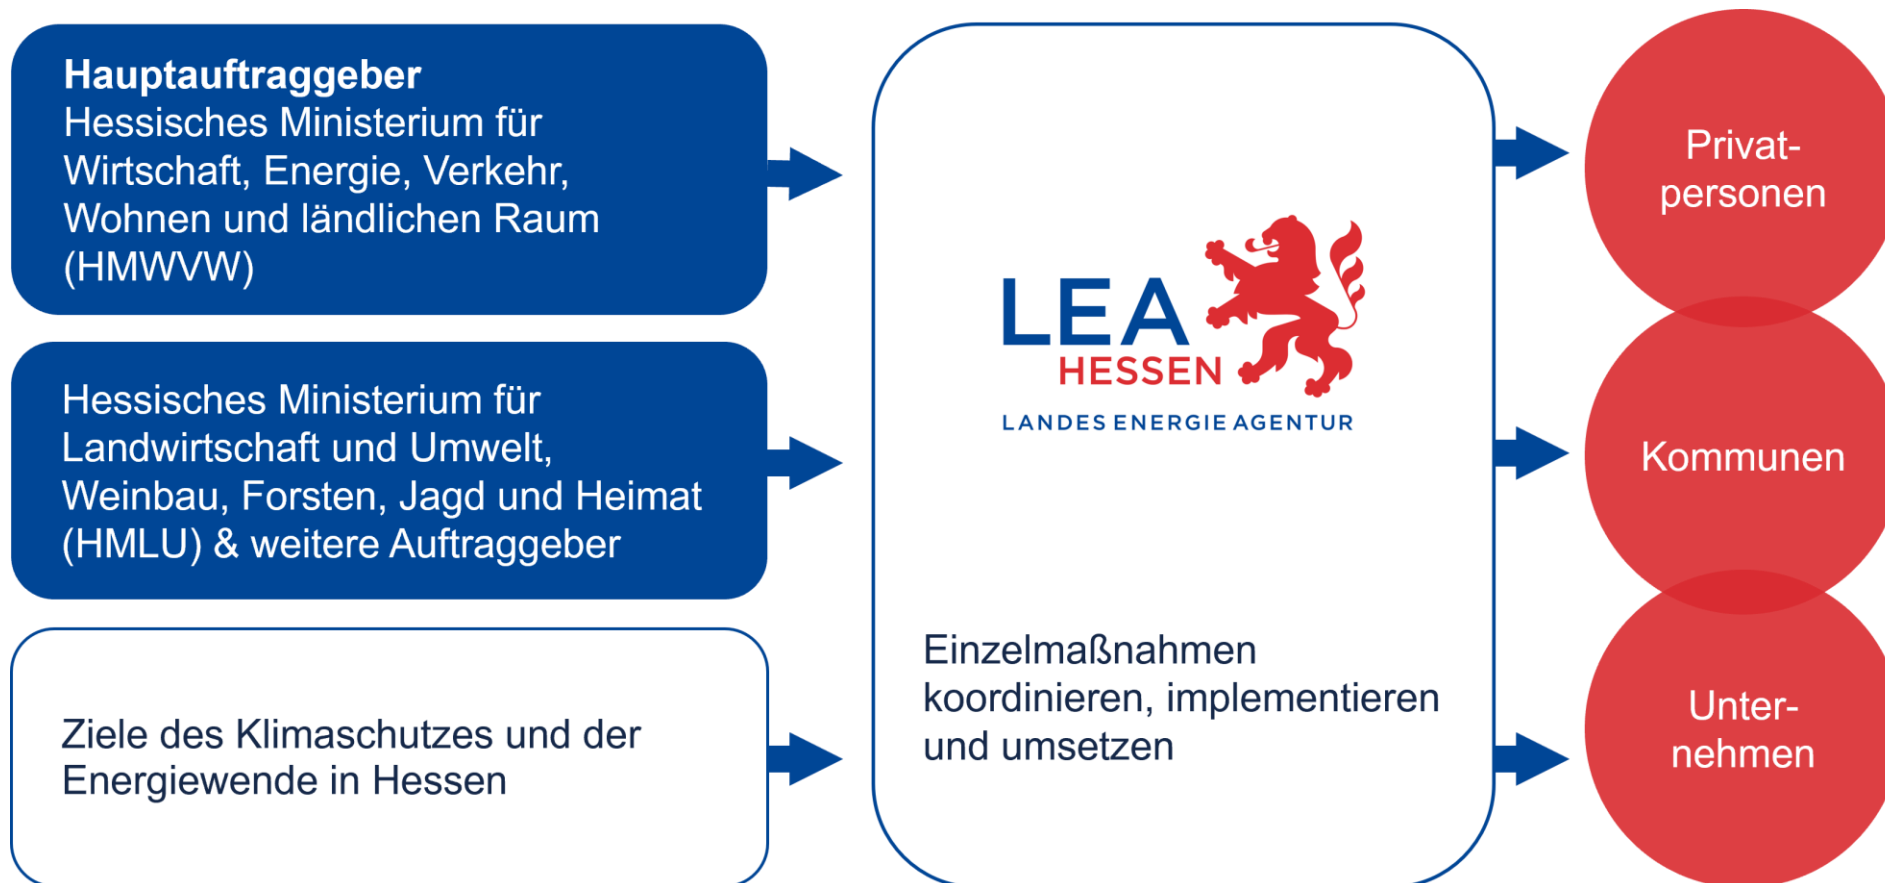 Hauptauftraggeber
Hessisches Ministerium für
Wirtschaft, Energie, Verkehr,
Wohnen und ländlichen Raum
(HMWVW)
Hessisches Ministerium für
Landwirtschaft und Umwelt,
Weinbau, Forsten, Jagd und Heimat
(HMLU) & weitere Auftraggeber
Ziele des Klimaschutzes und der
Energiewende in Hessen
LEA
HESSEN
LANDES ENERGIE AGENTUR
Einzelmaßnahmen
koordinieren, implementieren
und umsetzen
Privat-
personen
Kommunen
Unter-
nehmen